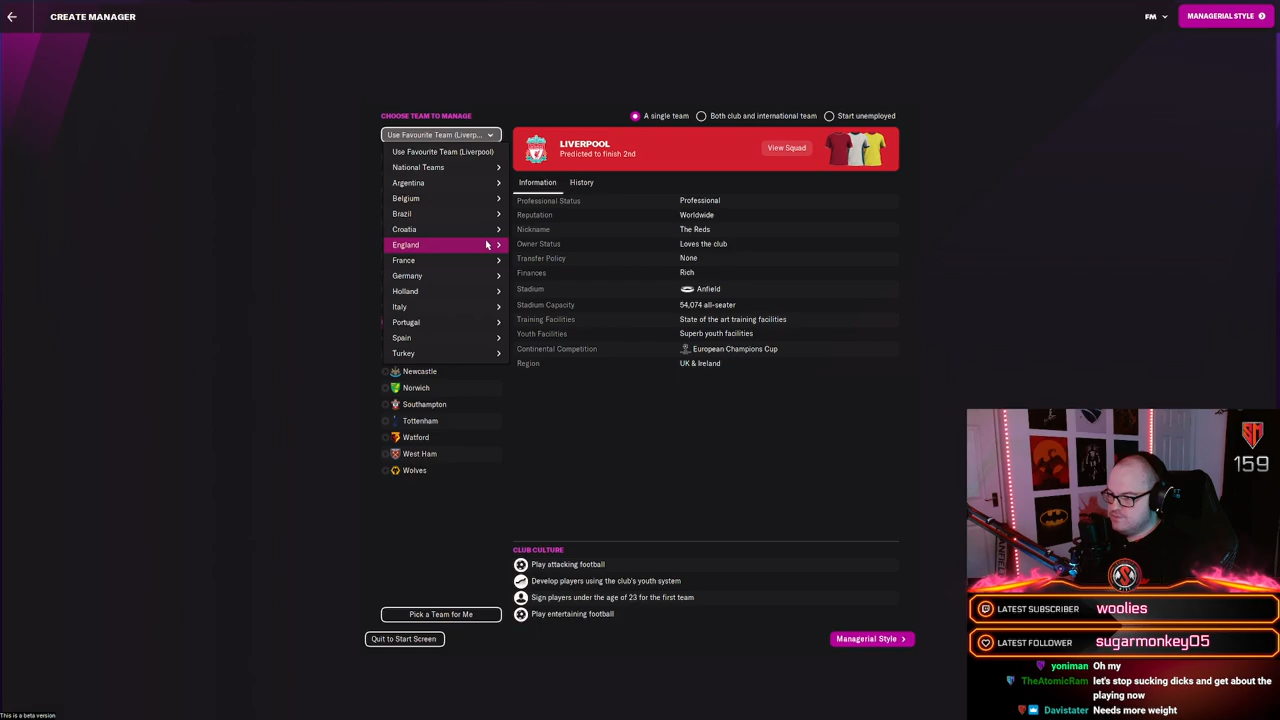 CREATE MANAGER
FM
MANAGERIAL STYLE
CHOOSE TEAM TO MANAGE
A single team
Both club and international team
Start unemployed
Use Favourite Team (Liverp...
Use Favourite Team (Liverpool)
National Teams
Argentina
Belgium
Brazil
Croatia
England
France
Germany
Holland
Italy
Portugal
Spain
Turkey
Newcastle
Norwich
Southampton
Tottenham
Watford
West Ham
Wolves
Pick a Team for Me
Quit to Start Screen
LIVERPOOL
Predicted to finish 2nd
View Squad
Information
History
Professional Status Professional
Reputation Worldwide
Nickname The Reds
Owner Status Loves the club
Transfer Policy None
Finances Rich
Stadium Anfield
Stadium Capacity 54,074 all-seater
Training Facilities State of the art training facilities
Youth Facilities Superb youth facilities
Continental Competition European Champions Cup
Region UK & Ireland
CLUB CULTURE
Play attacking football
Develop players using the club's youth system
Sign players under the age of 23 for the first team
Play entertaining football
Managerial Style
SM
159
LATEST SUBSCRIBER woolies
LATEST FOLLOWER sugarmonkey05
yoniman Oh my
TheAtomicRam let's stop sucking dicks and get about the
playing now
Davistater Needs more weight
This is a beta version